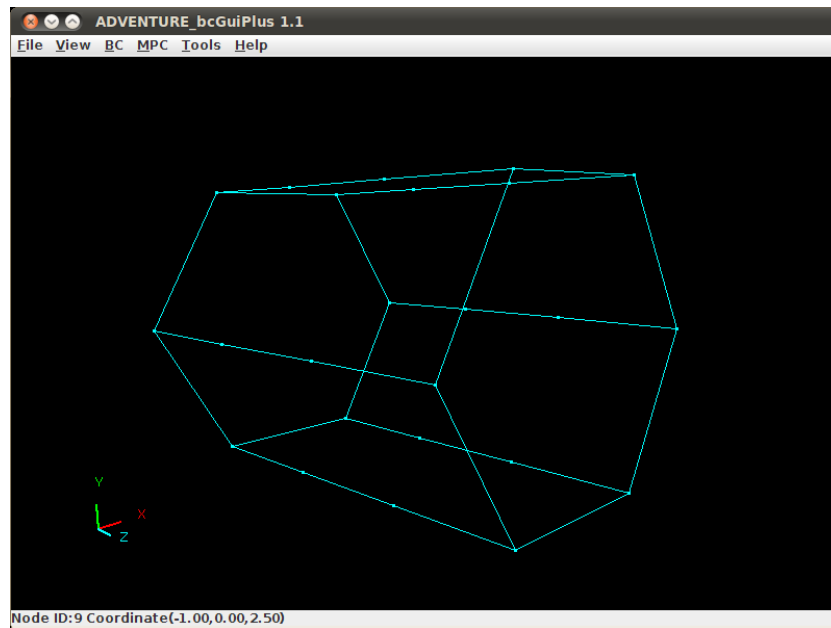 ADVENTURE_bcGuiPlus 1.1
File View BC MPC Tools Help
Y
X
Z
Node ID:9 Coordinate(-1.00,0.00,2.50)